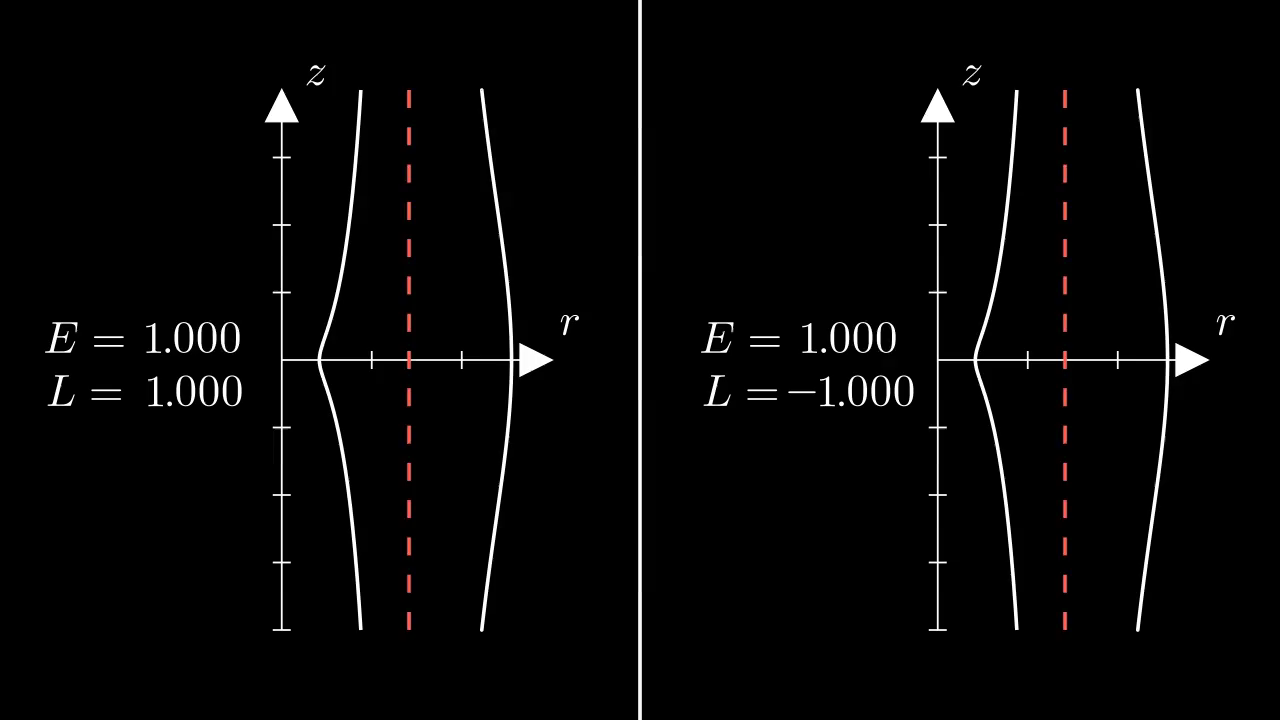 z
r
E = 1.000
L = 1.000
z
r
E = 1.000
L = −1.000